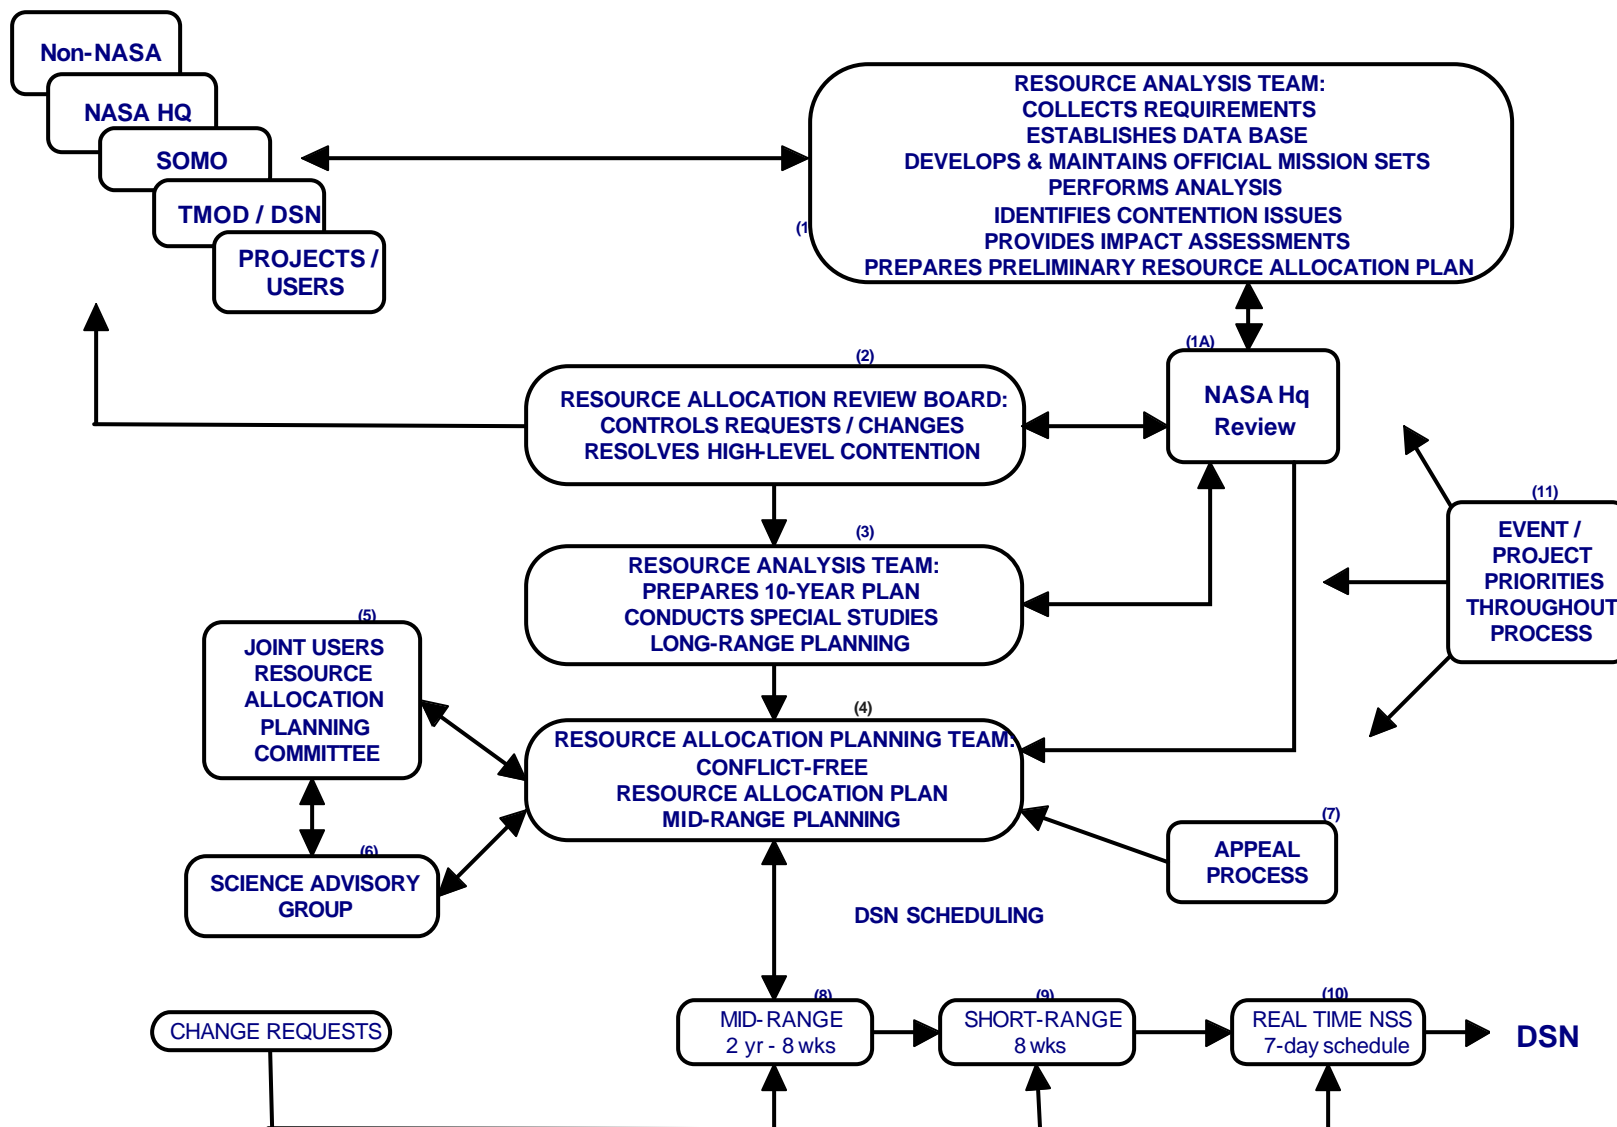 Non-NASA
NASA HQ
SOMO
TMOD / DSN
PROJECTS /
USERS
RESOURCE ANALYSIS TEAM:
COLLECTS REQUIREMENTS
ESTABLISHES DATA BASE
DEVELOPS & MAINTAINS OFFICIAL MISSION SETS
PERFORMS ANALYSIS
IDENTIFIES CONTENTION ISSUES
PROVIDES IMPACT ASSESSMENTS
PREPARES PRELIMINARY RESOURCE ALLOCATION PLAN
(1
(1A)
NASA Hq
Review
(2)
RESOURCE ALLOCATION REVIEW BOARD:
CONTROLS REQUESTS / CHANGES
RESOLVES HIGH-LEVEL CONTENTION
(3)
RESOURCE ANALYSIS TEAM:
PREPARES 10-YEAR PLAN
CONDUCTS SPECIAL STUDIES
LONG-RANGE PLANNING
(11)
EVENT /
PROJECT
PRIORITIES
THROUGHOUT
PROCESS
(5)
JOINT USERS
RESOURCE
ALLOCATION
PLANNING
COMMITTEE
(4)
RESOURCE ALLOCATION PLANNING TEAM:
CONFLICT-FREE
RESOURCE ALLOCATION PLAN
MID-RANGE PLANNING
(6)
SCIENCE ADVISORY
GROUP
(7)
APPEAL
PROCESS
DSN SCHEDULING
CHANGE REQUESTS
(8)
MID-RANGE
2 yr - 8 wks
(9)
SHORT-RANGE
8 wks
(10)
REAL TIME NSS
7-day schedule
DSN